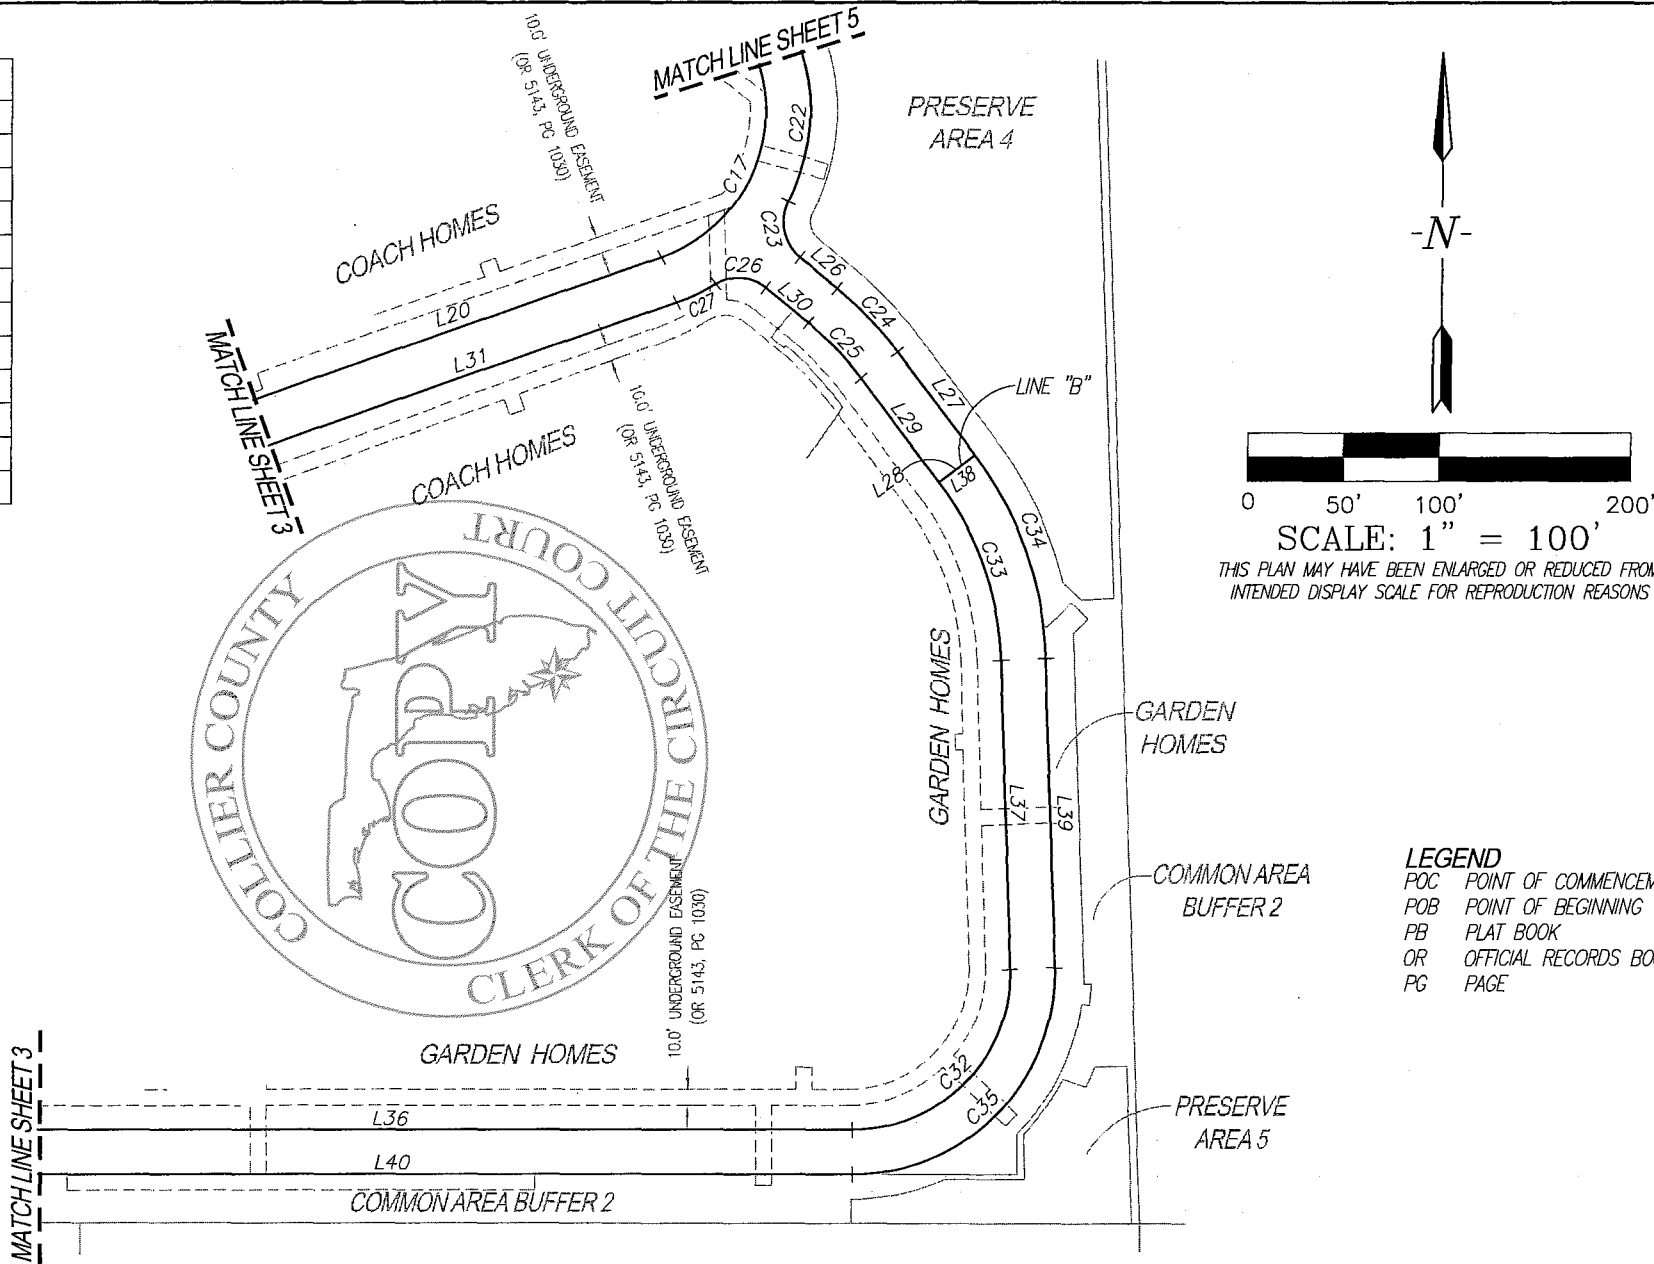 MATCH LINE SHEET 5
10.0' UNDERGROUND EASEMENT
(OR 5143, PG 1030)
PRESERVE
AREA 4
C22
C17
C23
COACH HOMES
L26
C26
-N-
L20
C27
L30
C24
C25
MATCH LINE SHEET 3
L31
L27
LINE "B"
L29
10.0' UNDERGROUND EASEMENT
(OR 5143, PG 1030)
COACH HOMES
L28
L38
0 50' 100' 200'
SCALE: 1" = 100'
THIS PLAN MAY HAVE BEEN ENLARGED OR REDUCED FROM
INTENDED DISPLAY SCALE FOR REPRODUCTION REASONS
C34
C33
COLLIER COUNTY
CLERK OF THE CIRCUIT COURT
COPY
GARDEN HOMES
GARDEN
HOMES
L37
L39
COMMON AREA
BUFFER 2
LEGEND
POC POINT OF COMMENCEM
POB POINT OF BEGINNING
PB PLAT BOOK
OR OFFICIAL RECORDS BO
PG PAGE
10.0' UNDERGROUND EASEMENT
(OR 5143, PG 1030)
GARDEN HOMES
MATCH LINE SHEET 3
C32
C35
PRESERVE
AREA 5
L36
L40
COMMON AREA BUFFER 2